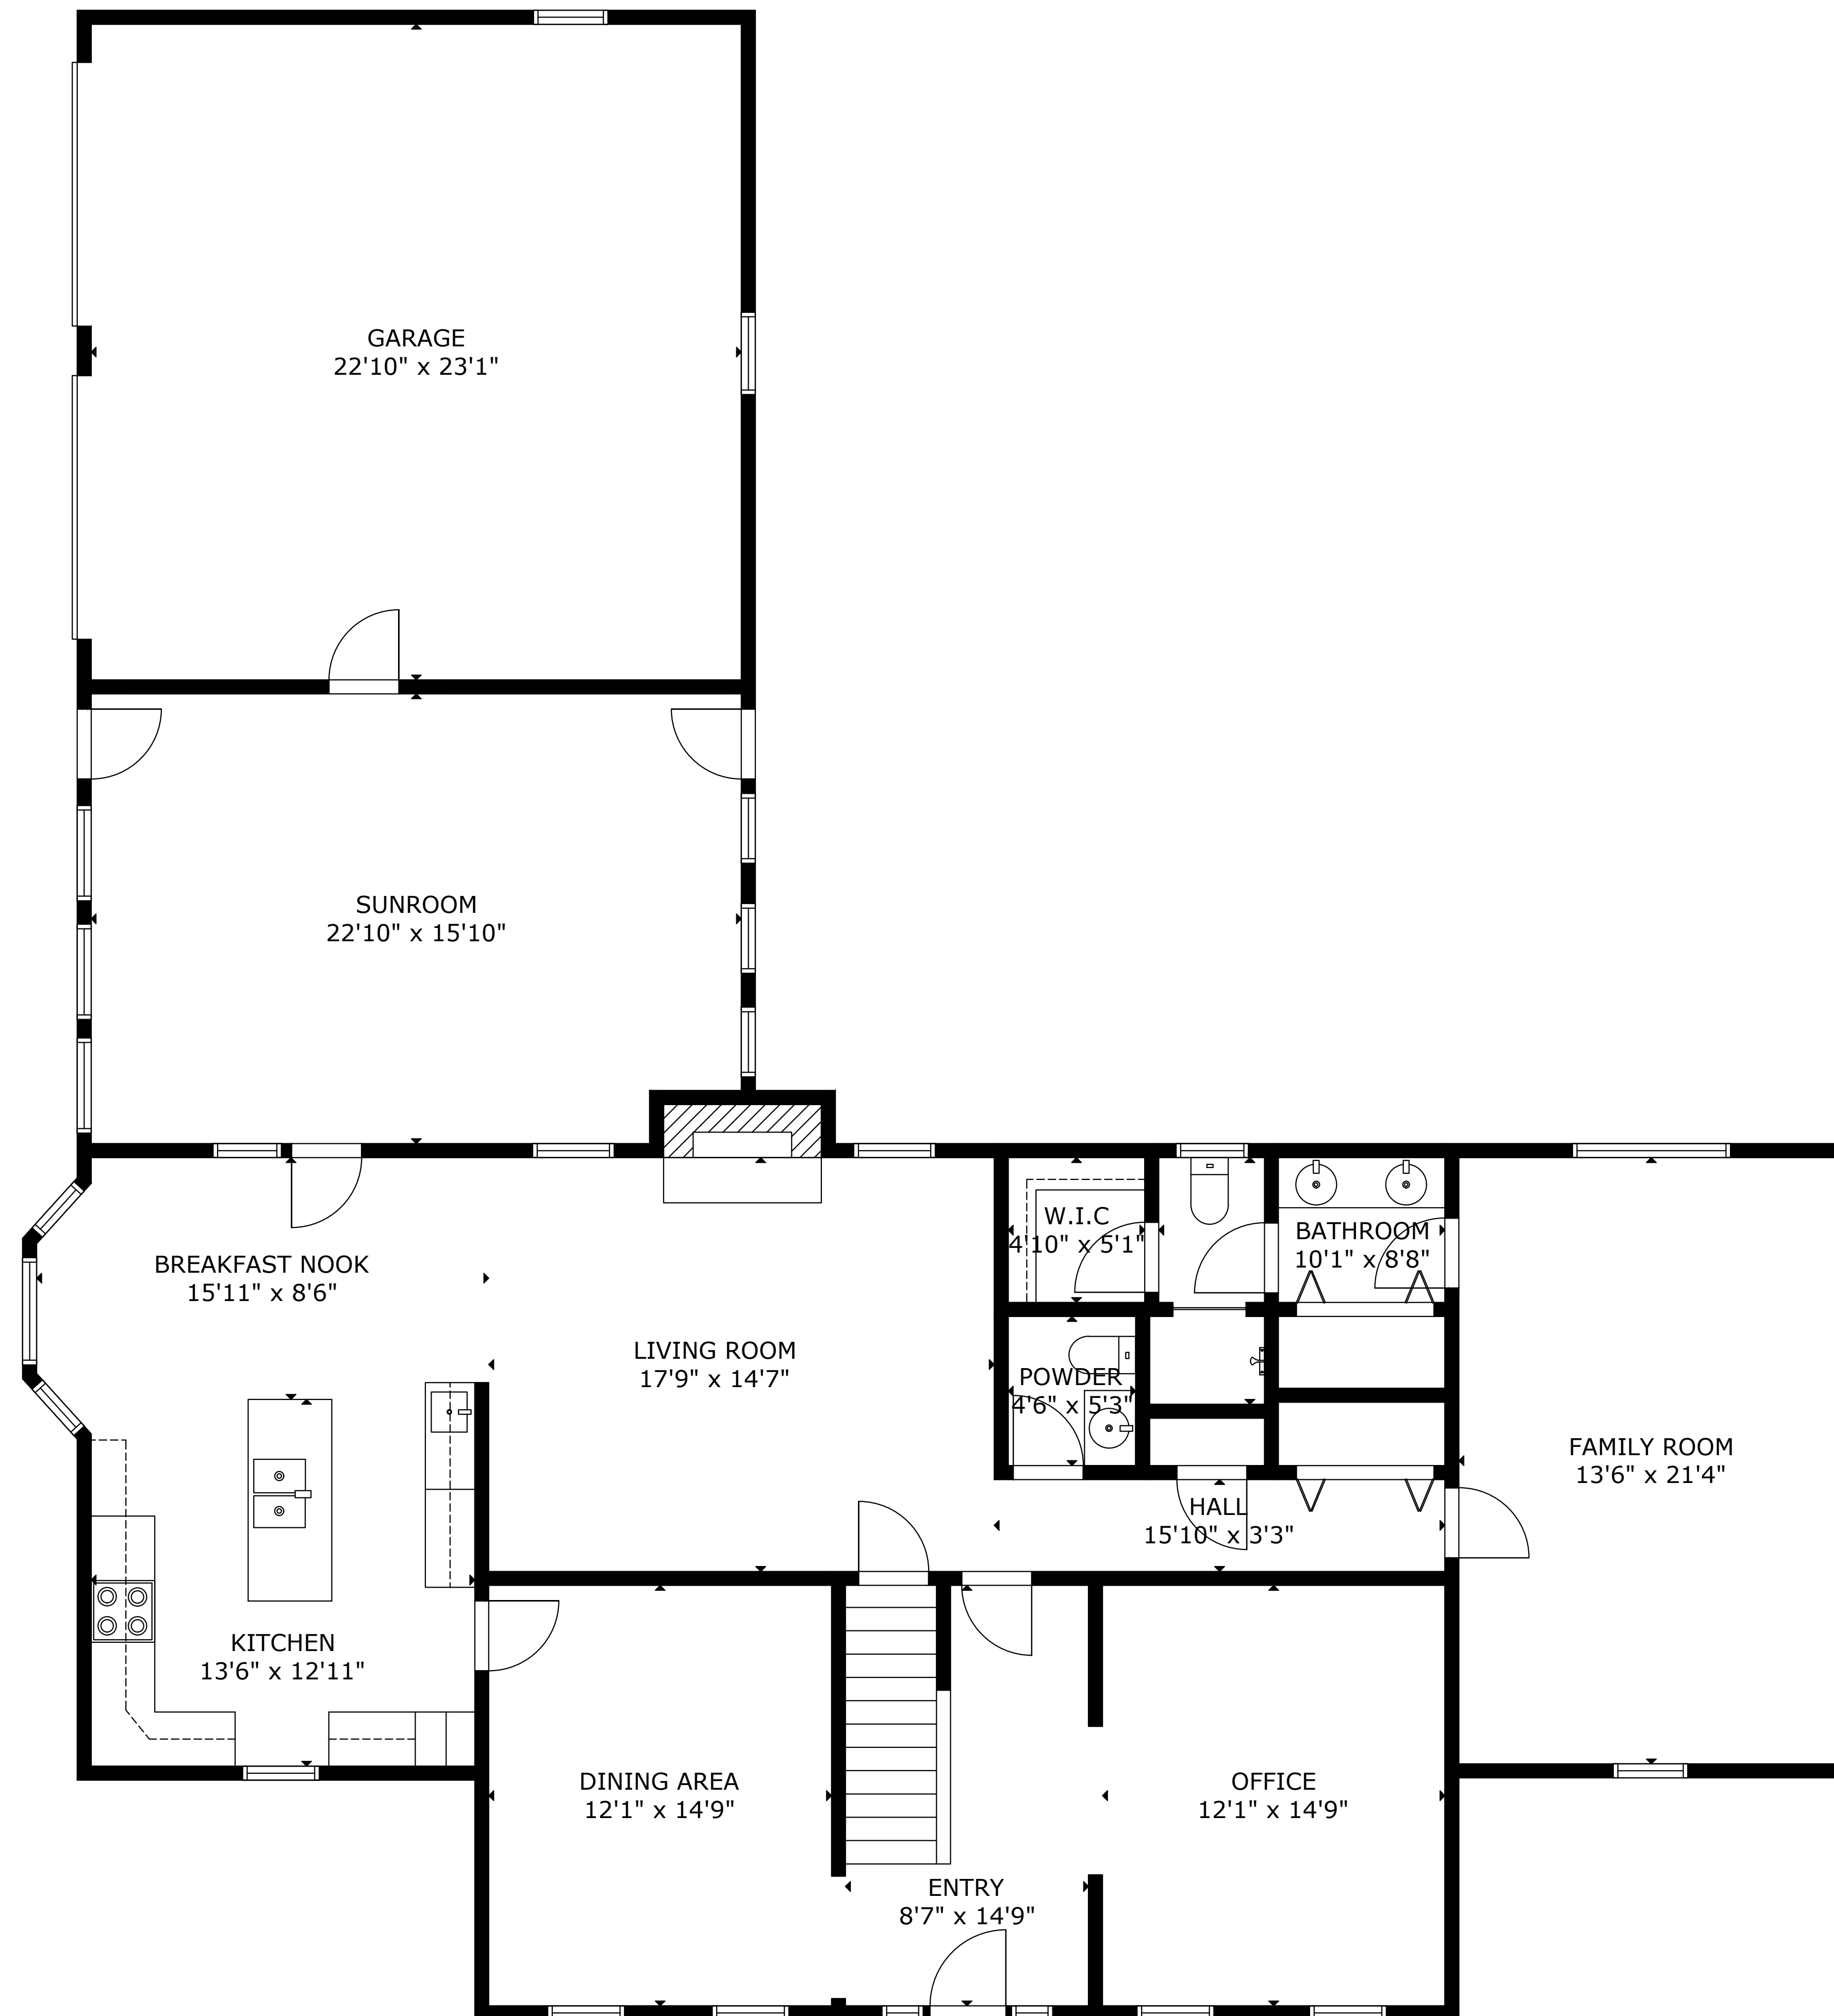 GARAGE
22'10" x 23'1"
SUNROOM
22'10" x 15'10"
BREAKFAST NOOK
15'11" x 8'6"
LIVING ROOM
17'9" x 14'7"
W.I.C
4'10" x 5'1"
BATHROOM
10'1" x 8'8"
POWDER
4'6" x 5'3"
FAMILY ROOM
13'6" x 21'4"
HALL
15'10" x 3'3"
KITCHEN
13'6" x 12'11"
DINING AREA
12'1" x 14'9"
OFFICE
12'1" x 14'9"
ENTRY
8'7" x 14'9"